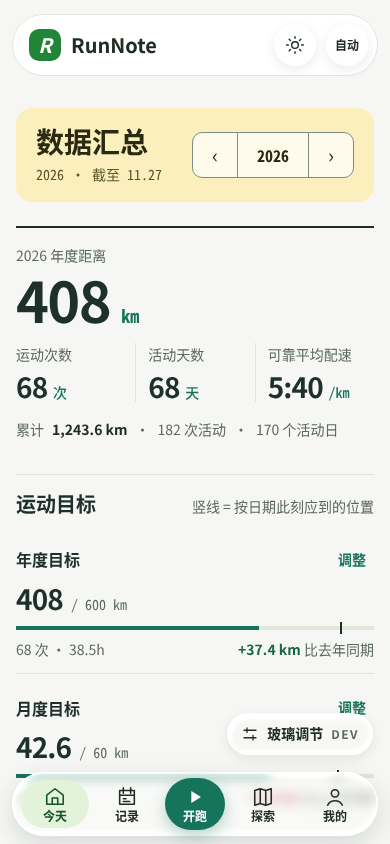 R RunNote 自动
数据汇总
2026 • 截至 11.27
‹ 2026 ›
2026 年度距离
408 km
运动次数 活动天数 可靠平均配速
68 次 68 天 5:40 /km
累计 1,243.6 km • 182 次活动 • 170 个活动日
运动目标 竖线 = 按日期此刻应到的位置
年度目标 调整
408 / 600 km
68 次 • 38.5h +37.4 km 比去年同期
月度目标 调整
42.6 / 60 km
玻璃调节 DEV
今天 记录 开跑 探索 我的